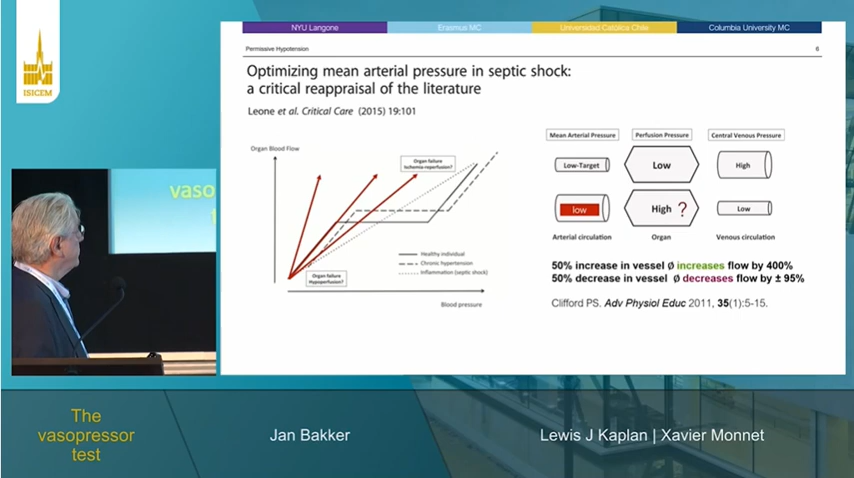 NYU Langone
Erasmus MC
Universidad Catolica Chile
Columbia University MC
Permissive Hypotension
6
ISICEM
Optimizing mean arterial pressure in septic shock:
a critical reappraisal of the literature
Leone et al. Critical Care (2015) 19:101
Organ Blood Flow
Organ failure
Ischemia-reperfusion?
Organ failure
Hypoperfusion?
Healthy individual
Chronic hypertension
Inflammation (septic shock)
Blood pressure
Mean Arterial Pressure
Perfusion Pressure
Central Venous Pressure
Low-Target
Low
High
low
High ?
Low
Arterial circulation
Organ
Venous circulation
50% increase in vessel Ø increases flow by 400%
50% decrease in vessel Ø decreases flow by ± 95%
Clifford PS. Adv Physiol Educ 2011, 35(1):5-15.
vaso
The
vasopressor
test
Jan Bakker
Lewis J Kaplan | Xavier Monnet